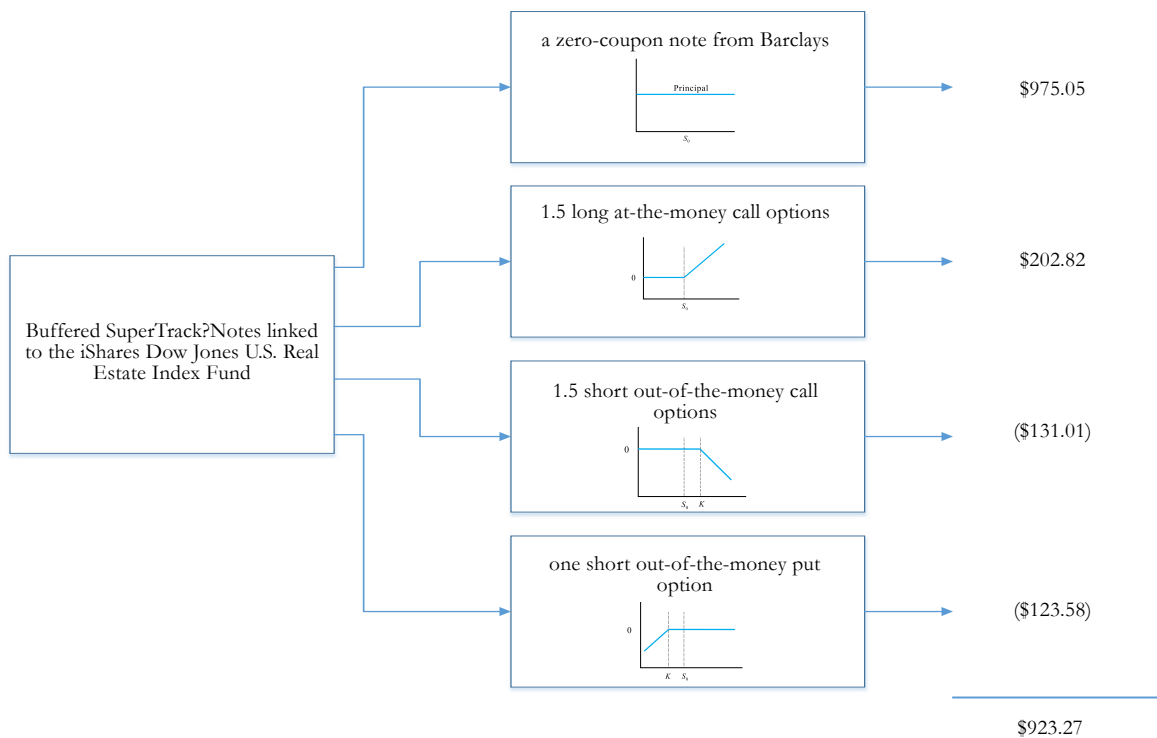 a zero-coupon note from Barclays
Principal
S₀
$975.05
1.5 long at-the-money call options
0
S₀
$202.82
Buffered SuperTrack?Notes linked
to the iShares Dow Jones U.S. Real
Estate Index Fund
1.5 short out-of-the-money call
options
0
S₀ K
($131.01)
one short out-of-the-money put
option
0
K S₀
($123.58)
$923.27